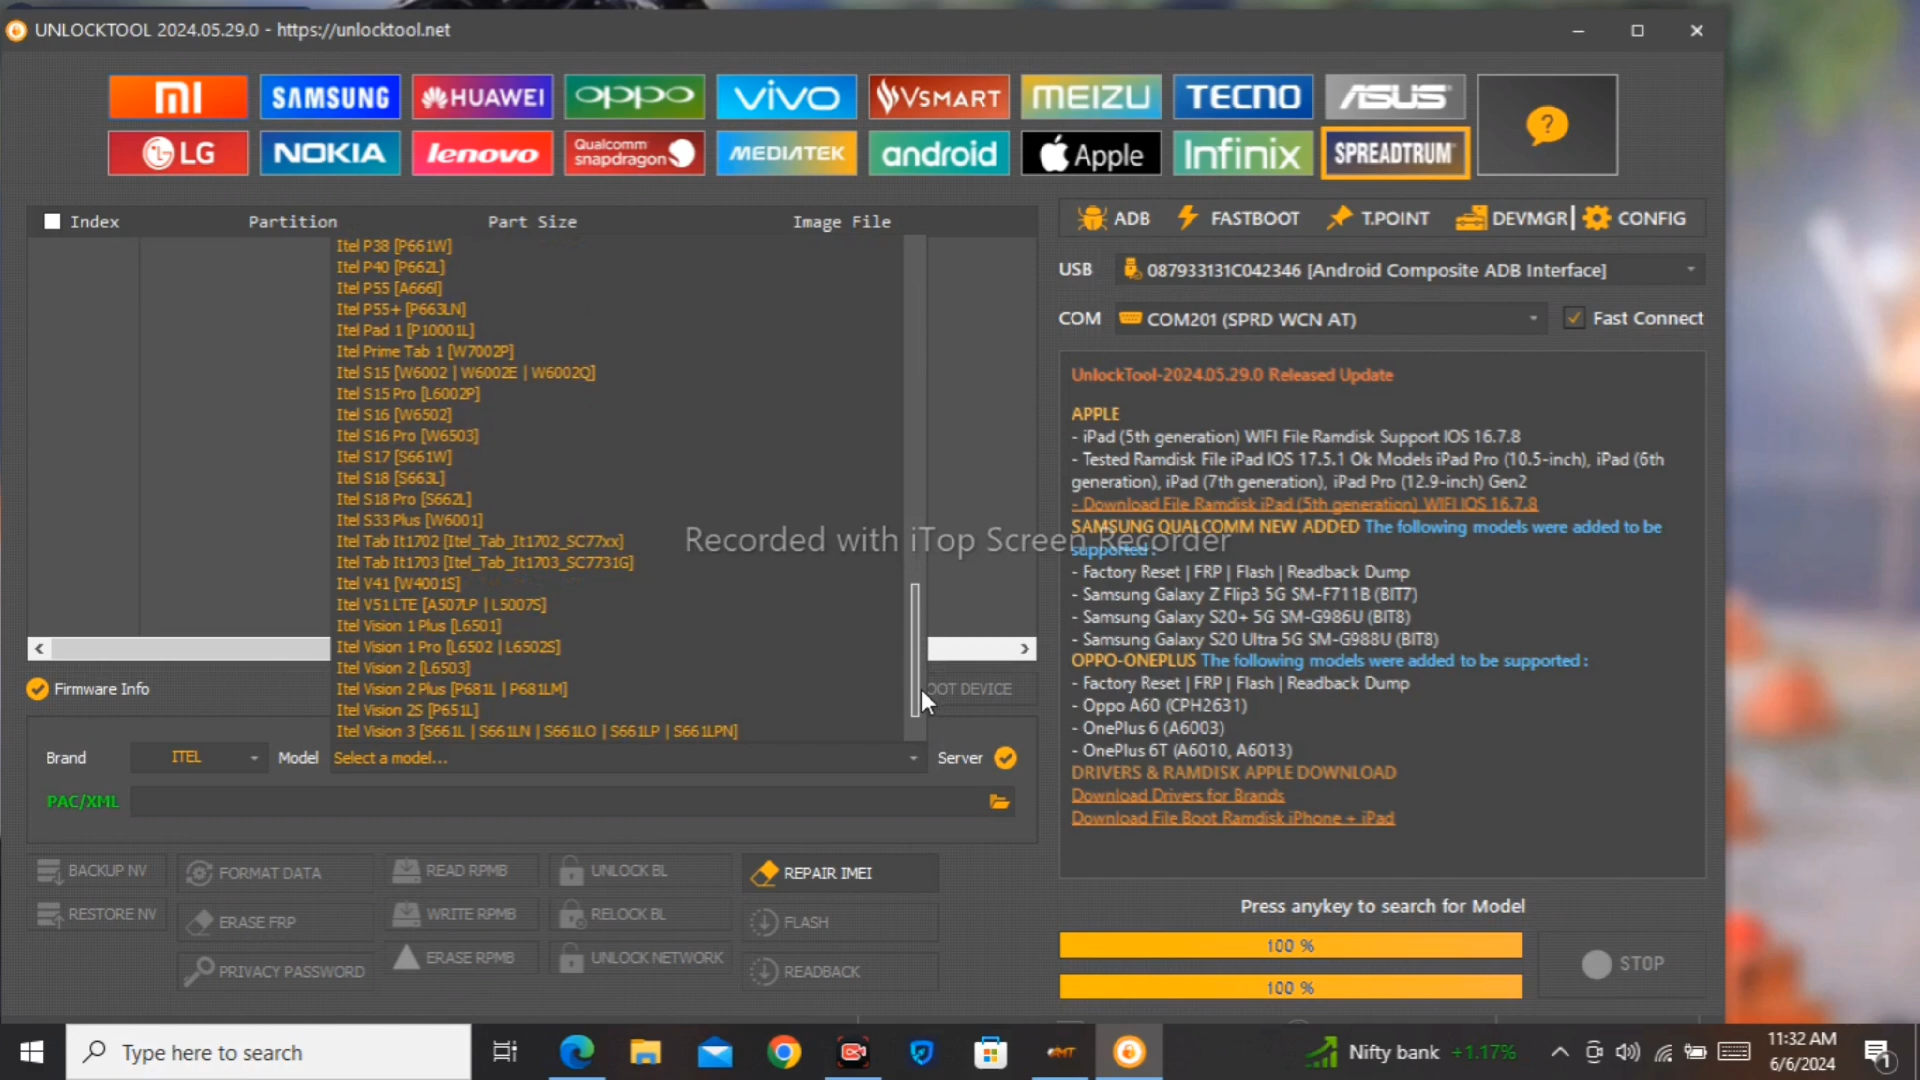 UNLOCKTOOL 2024.05.29.0 - https://unlocktool.net
MI SAMSUNG HUAWEI oppo vivo VSMART MEIZU TECNO ASUS ?
LG NOKIA lenovo Qualcomm snapdragon MEDIATEK android Apple Infinix SPREADTRUM
Index Partition Part Size Image File
Itel P38 [P661W]
Itel P40 [P662L]
Itel P55 [A666l]
Itel P55+ [P663LN]
Itel Pad 1 [P10001L]
Itel Prime Tab 1 [W7002P]
Itel S15 [W6002 | W6002E | W6002Q]
Itel S15 Pro [L6002P]
Itel S16 [W6502]
Itel S16 Pro [W6503]
Itel S17 [S661W]
Itel S18 [S663L]
Itel S18 Pro [S662L]
Itel S33 Plus [W6001]
Itel Tab It1702 [Itel_Tab_It1702_SC77xx]
Itel Tab It1703 [Itel_Tab_It1703_SC7731G]
Itel V41 [W4001S]
Itel V51 LTE [A507LP | L5007S]
Itel Vision 1 Plus [L6501]
Itel Vision 1 Pro [L6502 | L6502S]
Itel Vision 2 [L6503]
Itel Vision 2 Plus [P681L | P681LM]
Itel Vision 2S [P651L]
Itel Vision 3 [S661L | S661LN | S661LO | S661LP | S661LPN]
Firmware Info
DEVICE
Brand ITEL Model Select a model... Server
PAC/XML
BACKUP NV FORMAT DATA READ RPMB UNLOCK BL REPAIR IMEI
RESTORE NV ERASE FRP WRITE RPMB RELOCK BL FLASH
PRIVACY PASSWORD ERASE RPMB UNLOCK NETWORK READBACK
ADB FASTBOOT T.POINT DEVMGR CONFIG
USB 087933131C042346 [Android Composite ADB Interface]
COM COM201 (SPRD WCN AT) Fast Connect
UnlockTool-2024.05.29.0 Released Update
APPLE
- iPad (5th generation) WIFI File Ramdisk Support IOS 16.7.8
- Tested Ramdisk File iPad IOS 17.5.1 Ok Models iPad Pro (10.5-inch), iPad (6th
generation), iPad (7th generation), iPad Pro (12.9-inch) Gen2
- Download File Ramdisk iPad (5th generation) WIFI IOS 16.7.8
SAMSUNG QUALCOMM NEW ADDED The following models were added to be
supported :
- Factory Reset | FRP | Flash | Readback Dump
- Samsung Galaxy Z Flip3 5G SM-F711B (BIT7)
- Samsung Galaxy S20+ 5G SM-G986U (BIT8)
- Samsung Galaxy S20 Ultra 5G SM-G988U (BIT8)
OPPO-ONEPLUS The following models were added to be supported :
- Factory Reset | FRP | Flash | Readback Dump
- Oppo A60 (CPH2631)
- OnePlus 6 (A6003)
- OnePlus 6T (A6010, A6013)
DRIVERS & RAMDISK APPLE DOWNLOAD
Download Drivers for Brands
Download File Boot Ramdisk iPhone + iPad
Recorded with iTop Screen Recorder
Press anykey to search for Model
100 %
100 %
STOP
Type here to search
Nifty bank +1.17%
11:32 AM
6/6/2024
1